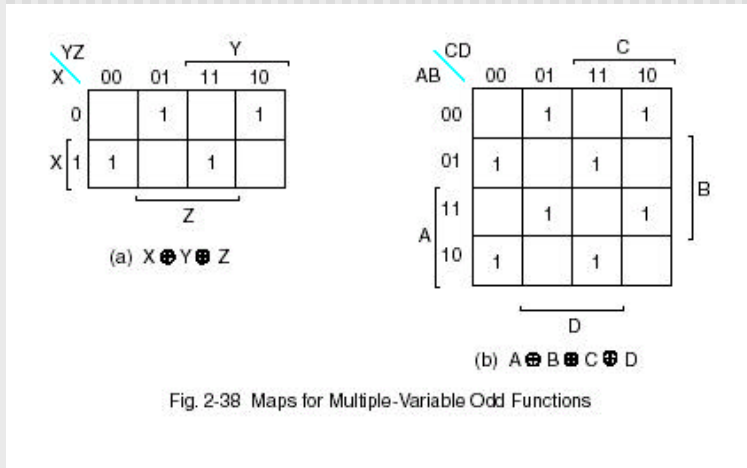 YZ Y
X 00 01 11 10
0 1 1
X 1 1 1
Z
(a) X ⊕ Y ⊕ Z
CD C
AB 00 01 11 10
00 1 1
01 1 1
B
11 1 1
A
10 1 1
D
(b) A ⊕ B ⊕ C ⊕ D
Fig. 2-38 Maps for Multiple-Variable Odd Functions